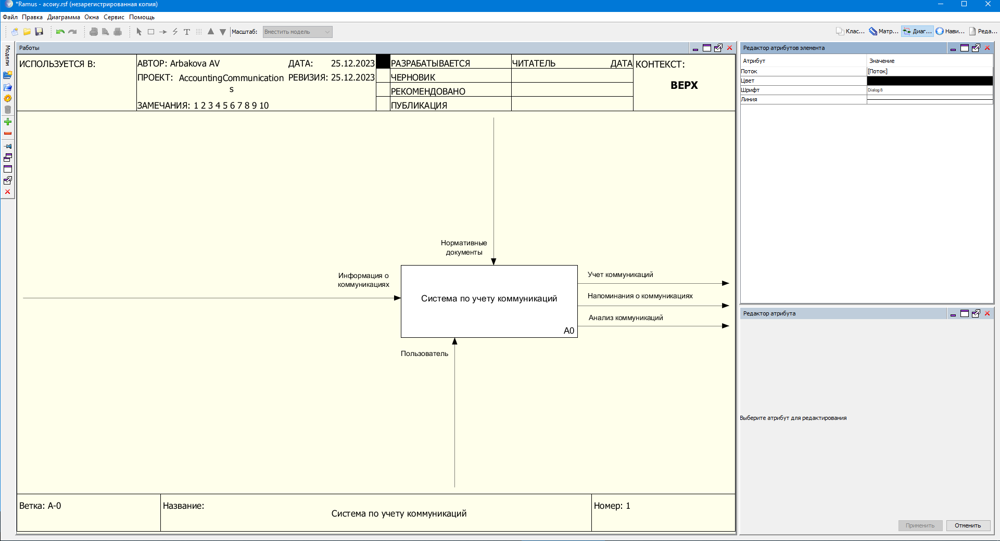 *Ramus - асоиу.rsf (незарегистрированная копия)
Файл Правка Диаграмма Окна Сервис Помощь
Масштаб: Вместить модель
Клас... Матр... Диаг... Нави... Реда...
Модели
Работы
ИСПОЛЬЗУЕТСЯ В:
АВТОР: Arbakova AV
ДАТА: 25.12.2023
ПРОЕКТ: AccountingCommunication
s
РЕВИЗИЯ: 25.12.2023
ЗАМЕЧАНИЯ: 1 2 3 4 5 6 7 8 9 10
РАЗРАБАТЫВАЕТСЯ
ЧЕРНОВИК
РЕКОМЕНДОВАНО
ПУБЛИКАЦИЯ
ЧИТАТЕЛЬ ДАТА
КОНТЕКСТ:
ВЕРХ
Нормативные
документы
Информация о
коммуникациях
Система по учету коммуникаций
A0
Учет коммуникаций
Напоминания о коммуникациях
Анализ коммуникаций
Пользователь
Ветка: A-0
Название:
Система по учету коммуникаций
Номер: 1
Редактор атрибутов элемента
Атрибут Значение
Поток [Поток]
Цвет
Шрифт Dialog 8
Линия
Редактор атрибута
Выберите атрибут для редактирования
Применить Отменить